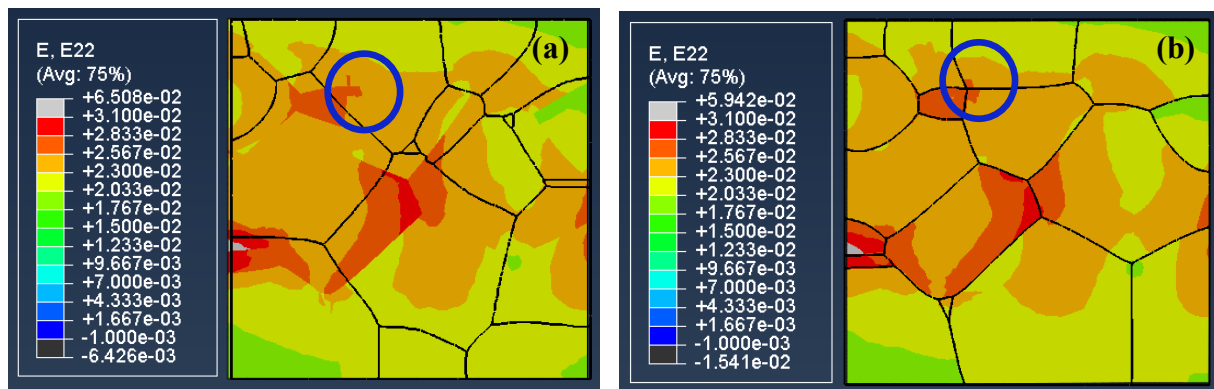 E, E22
(Avg: 75%)
+6.508e-02
+3.100e-02
+2.833e-02
+2.567e-02
+2.300e-02
+2.033e-02
+1.767e-02
+1.500e-02
+1.233e-02
+9.667e-03
+7.000e-03
+4.333e-03
+1.667e-03
-1.000e-03
-6.426e-03
(a)
E, E22
(Avg: 75%)
+5.942e-02
+3.100e-02
+2.833e-02
+2.567e-02
+2.300e-02
+2.033e-02
+1.767e-02
+1.500e-02
+1.233e-02
+9.667e-03
+7.000e-03
+4.333e-03
+1.667e-03
-1.000e-03
-1.541e-02
(b)